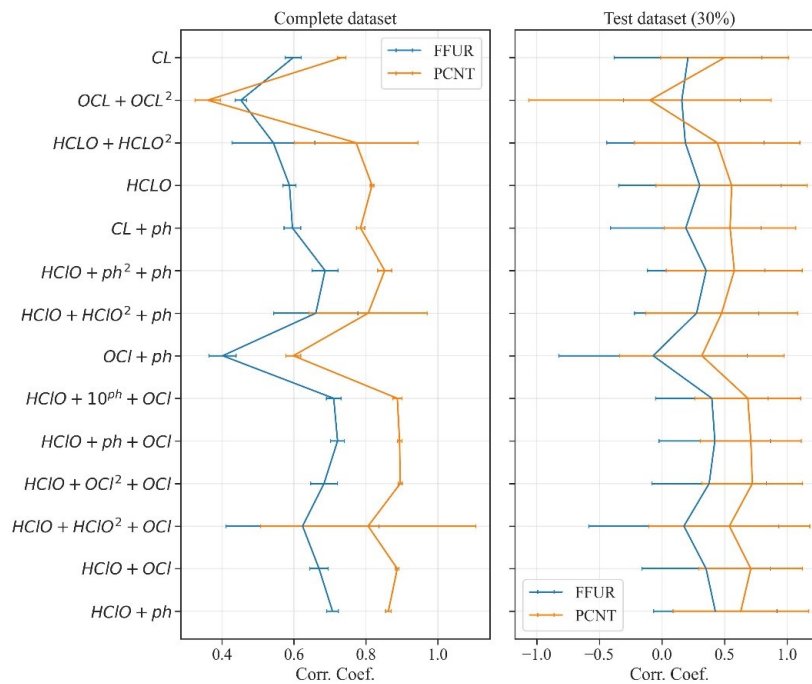 Complete dataset
Test dataset (30%)
FFUR
PCNT
CL
OCL + OCL²
HCLO + HCLO²
HCLO
CL + ph
HClO + ph² + ph
HClO + HClO² + ph
OCl + ph
HClO + 10^{ph} + OCl
HClO + ph + OCl
HClO + OCl² + OCl
HClO + HClO² + OCl
HClO + OCl
HClO + ph
FFUR
PCNT
0.4 0.6 0.8 1.0
−1.0 −0.5 0.0 0.5 1.0
Corr. Coef.
Corr. Coef.